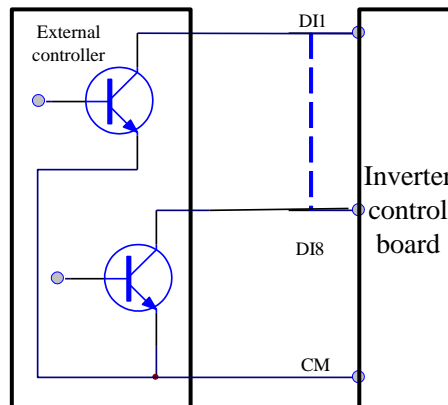 External
controller
DI1
Inverter
control
board
DI8
CM